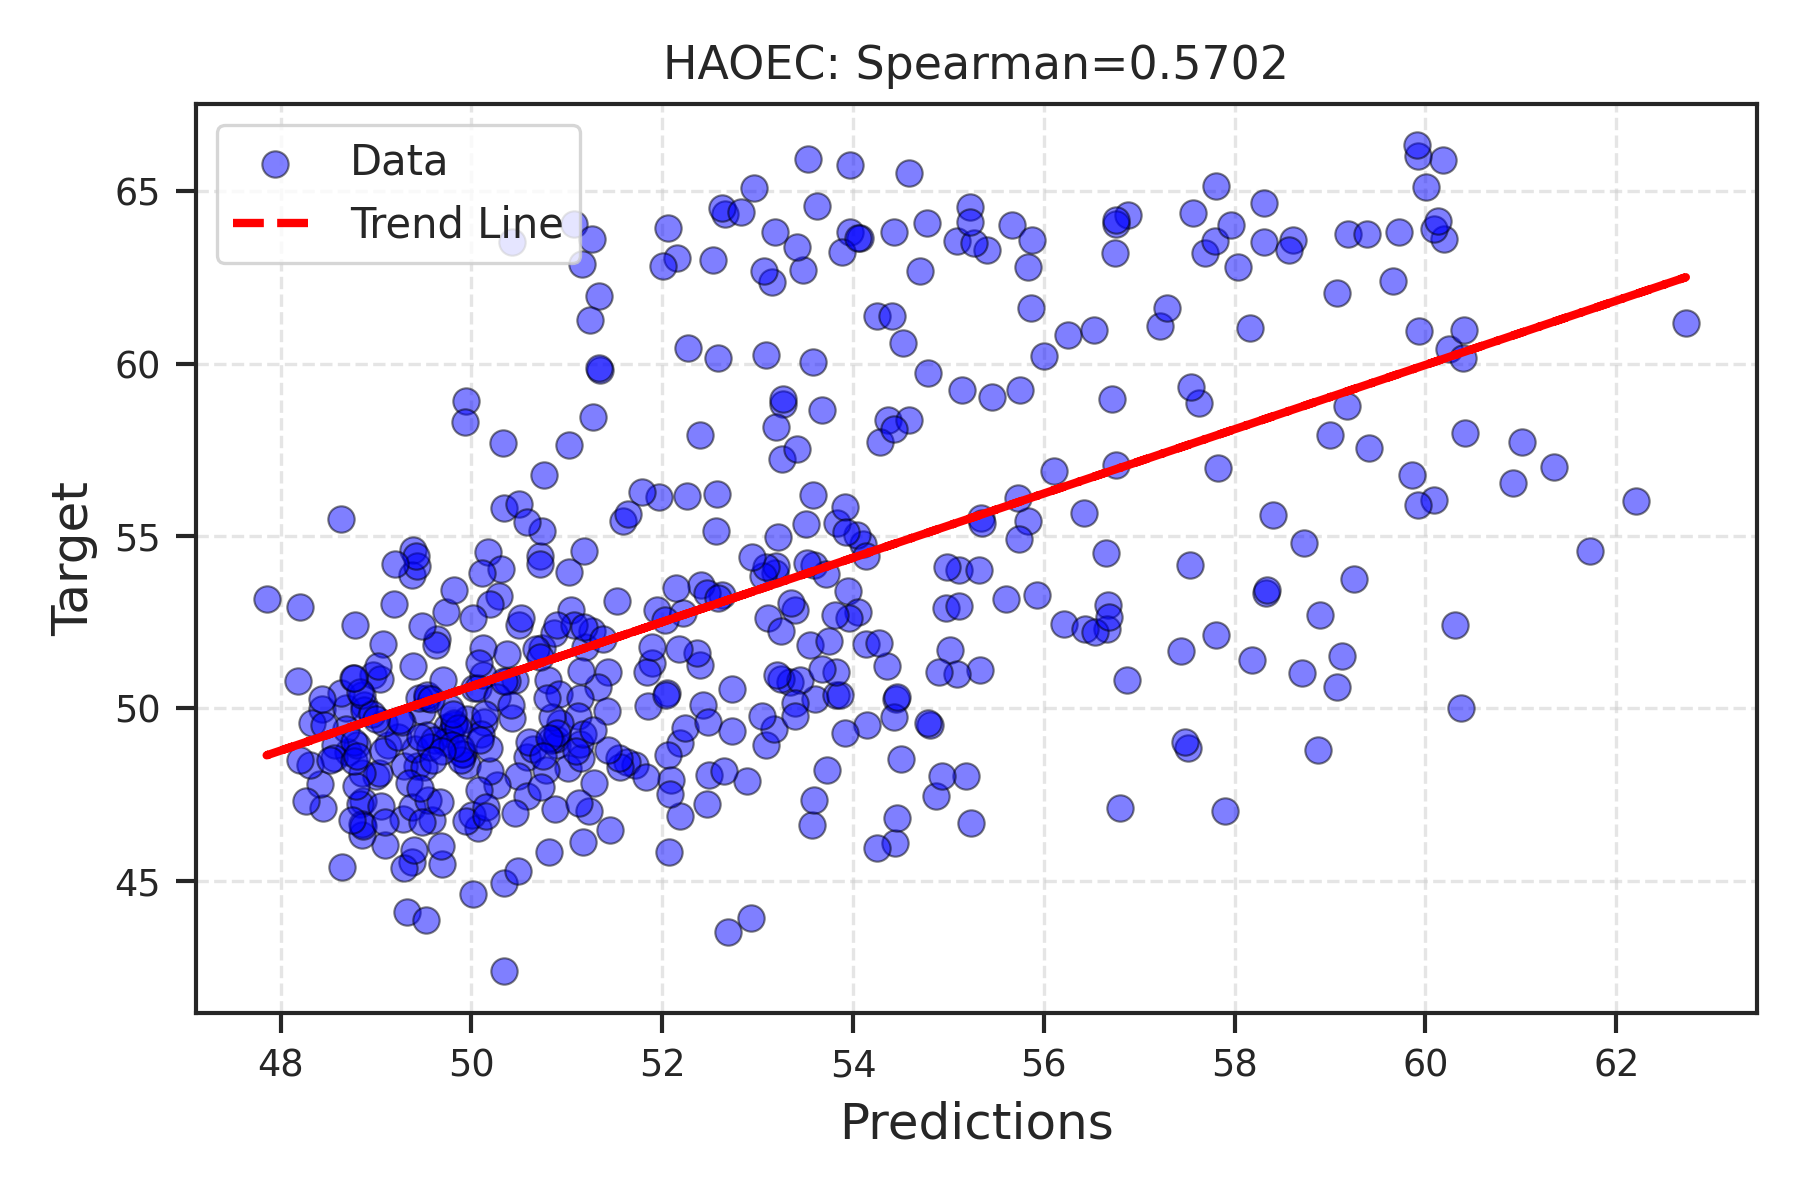 HAOEC: Spearman=0.5702
Data
Trend Line
65
60
55
50
45
Target
48 50 52 54 56 58 60 62
Predictions